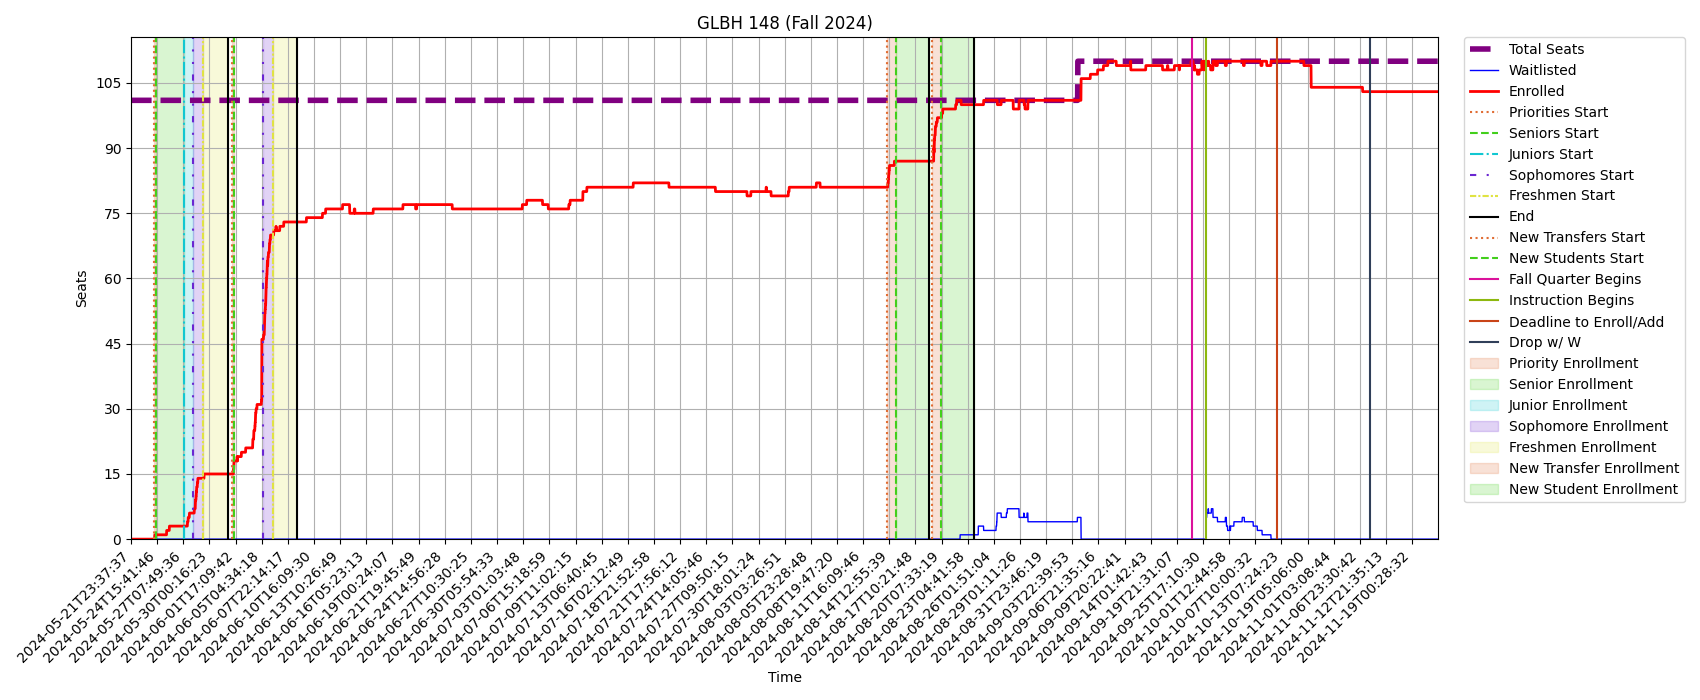 GLBH 148 (Fall 2024)
Seats
105
90
75
60
45
30
15
0
2024-05-21T23:37:37
2024-05-24T15:41:46
2024-05-27T07:49:36
2024-05-30T00:16:23
2024-06-01T17:09:42
2024-06-05T04:34:18
2024-06-07T22:14:17
2024-06-10T16:09:30
2024-06-13T10:26:49
2024-06-16T05:23:13
2024-06-19T00:24:07
2024-06-21T19:45:49
2024-06-24T14:56:28
2024-06-27T10:30:25
2024-06-30T05:54:33
2024-07-03T01:03:48
2024-07-06T15:18:59
2024-07-09T11:02:15
2024-07-13T06:40:45
2024-07-16T02:12:49
2024-07-18T21:52:58
2024-07-21T17:56:12
2024-07-24T14:05:46
2024-07-27T09:50:15
2024-07-30T18:01:24
2024-08-03T03:26:51
2024-08-05T23:28:48
2024-08-08T19:47:20
2024-08-11T16:09:46
2024-08-14T12:55:39
2024-08-17T10:21:48
2024-08-20T07:33:19
2024-08-23T04:41:58
2024-08-26T01:51:04
2024-08-29T01:11:26
2024-08-31T23:46:19
2024-09-03T22:39:53
2024-09-06T21:35:16
2024-09-09T20:22:41
2024-09-14T01:42:43
2024-09-19T21:31:07
2024-09-25T17:10:30
2024-10-01T12:44:58
2024-10-07T10:00:32
2024-10-13T07:24:23
2024-10-19T05:06:00
2024-11-01T03:08:44
2024-11-06T23:30:42
2024-11-12T21:35:13
2024-11-19T00:28:32
Time
Total Seats
Waitlisted
Enrolled
Priorities Start
Seniors Start
Juniors Start
Sophomores Start
Freshmen Start
End
New Transfers Start
New Students Start
Fall Quarter Begins
Instruction Begins
Deadline to Enroll/Add
Drop w/ W
Priority Enrollment
Senior Enrollment
Junior Enrollment
Sophomore Enrollment
Freshmen Enrollment
New Transfer Enrollment
New Student Enrollment